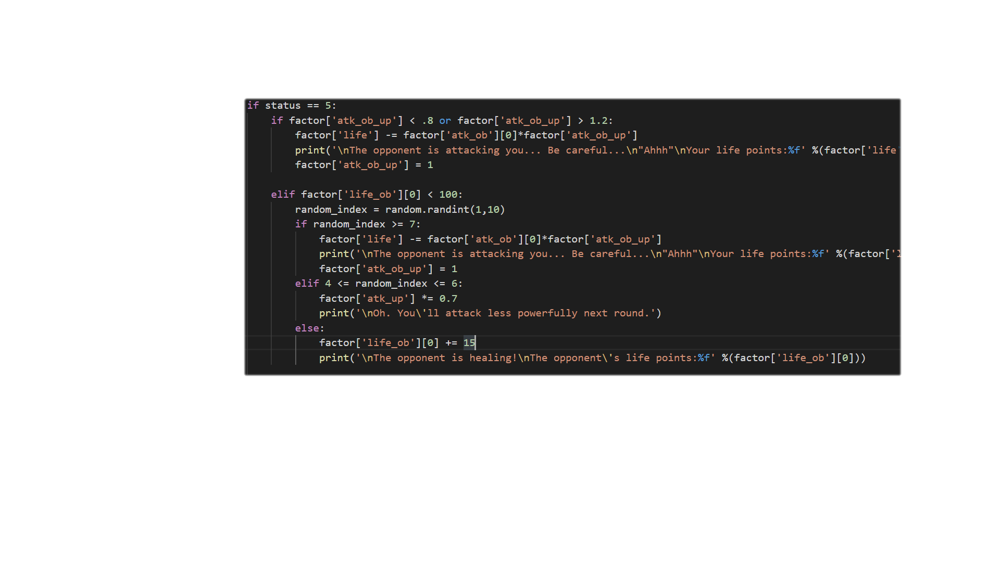 if status == 5:
if factor['atk_ob_up'] < .8 or factor['atk_ob_up'] > 1.2:
factor['life'] -= factor['atk_ob'][0]*factor['atk_ob_up']
print('\nThe opponent is attacking you... Be careful...\n"Ahhh"\nYour life points:%f' %(factor['life
factor['atk_ob_up'] = 1
elif factor['life_ob'][0] < 100:
random_index = random.randint(1,10)
if random_index >= 7:
factor['life'] -= factor['atk_ob'][0]*factor['atk_ob_up']
print('\nThe opponent is attacking you... Be careful...\n"Ahhh"\nYour life points:%f' %(factor['
factor['atk_ob_up'] = 1
elif 4 <= random_index <= 6:
factor['atk_up'] *= 0.7
print('\nOh. You\'ll attack less powerfully next round.')
else:
factor['life_ob'][0] += 15
print('\nThe opponent is healing!\nThe opponent\'s life points:%f' %(factor['life_ob'][0]))